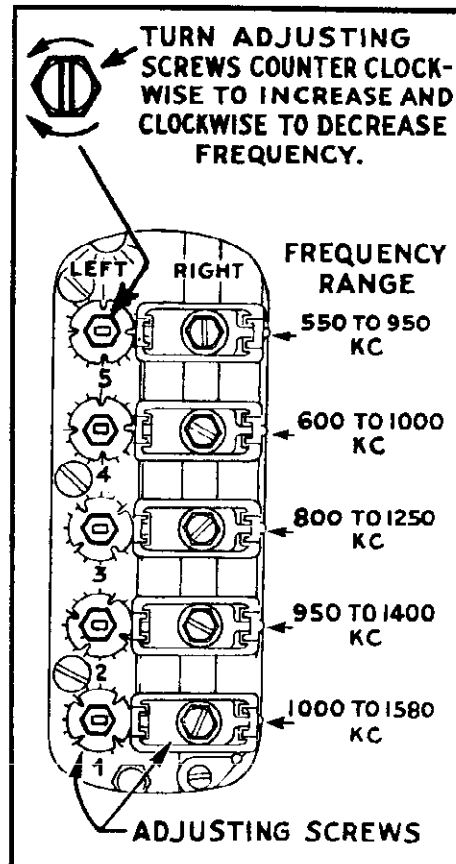 TURN ADJUSTING
SCREWS COUNTER CLOCK-
WISE TO INCREASE AND
CLOCKWISE TO DECREASE
FREQUENCY.
LEFT RIGHT
FREQUENCY
RANGE
5
550 TO 950
KC
4
600 TO 1000
KC
3
800 TO 1250
KC
2
950 TO 1400
KC
1
1000 TO 1580
KC
ADJUSTING SCREWS